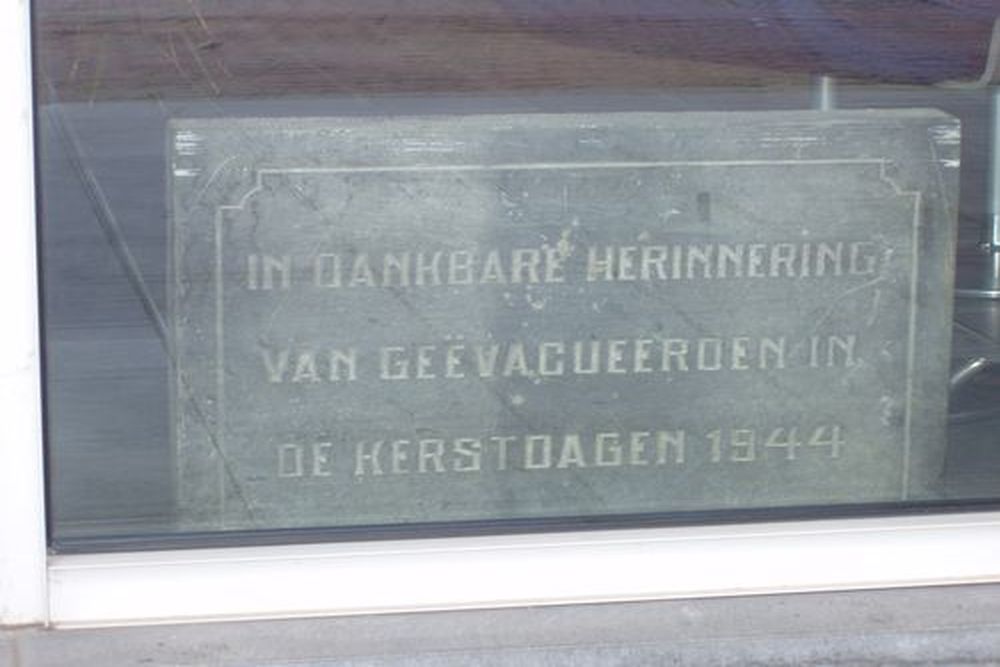 IN DANKBARE HERINNERING
VAN GEËVACUEERDEN IN
DE KERSTDAGEN 1944